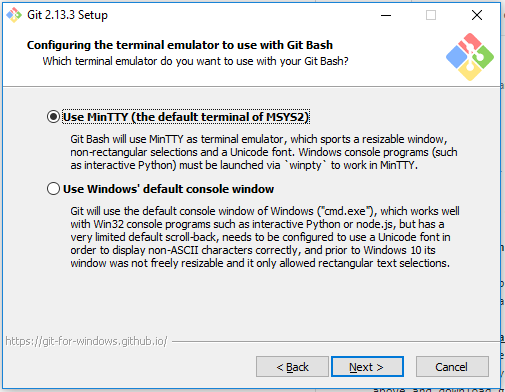 Git 2.13.3 Setup
Configuring the terminal emulator to use with Git Bash
Which terminal emulator do you want to use with your Git Bash?
Use MinTTY (the default terminal of MSYS2)
Git Bash will use MinTTY as terminal emulator, which sports a resizable window,
non-rectangular selections and a Unicode font. Windows console programs (such
as interactive Python) must be launched via `winpty` to work in MinTTY.
Use Windows' default console window
Git will use the default console window of Windows ("cmd.exe"), which works well
with Win32 console programs such as interactive Python or node.js, but has a
very limited default scroll-back, needs to be configured to use a Unicode font in
order to display non-ASCII characters correctly, and prior to Windows 10 its
window was not freely resizable and it only allowed rectangular text selections.
https://git-for-windows.github.io/
< Back
Next >
Cancel